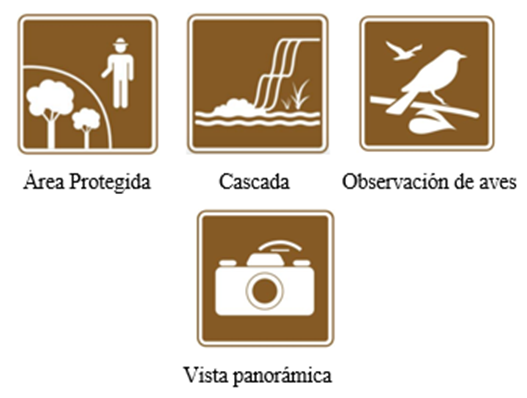 Área Protegida
Cascada
Observación de aves
Vista panorámica